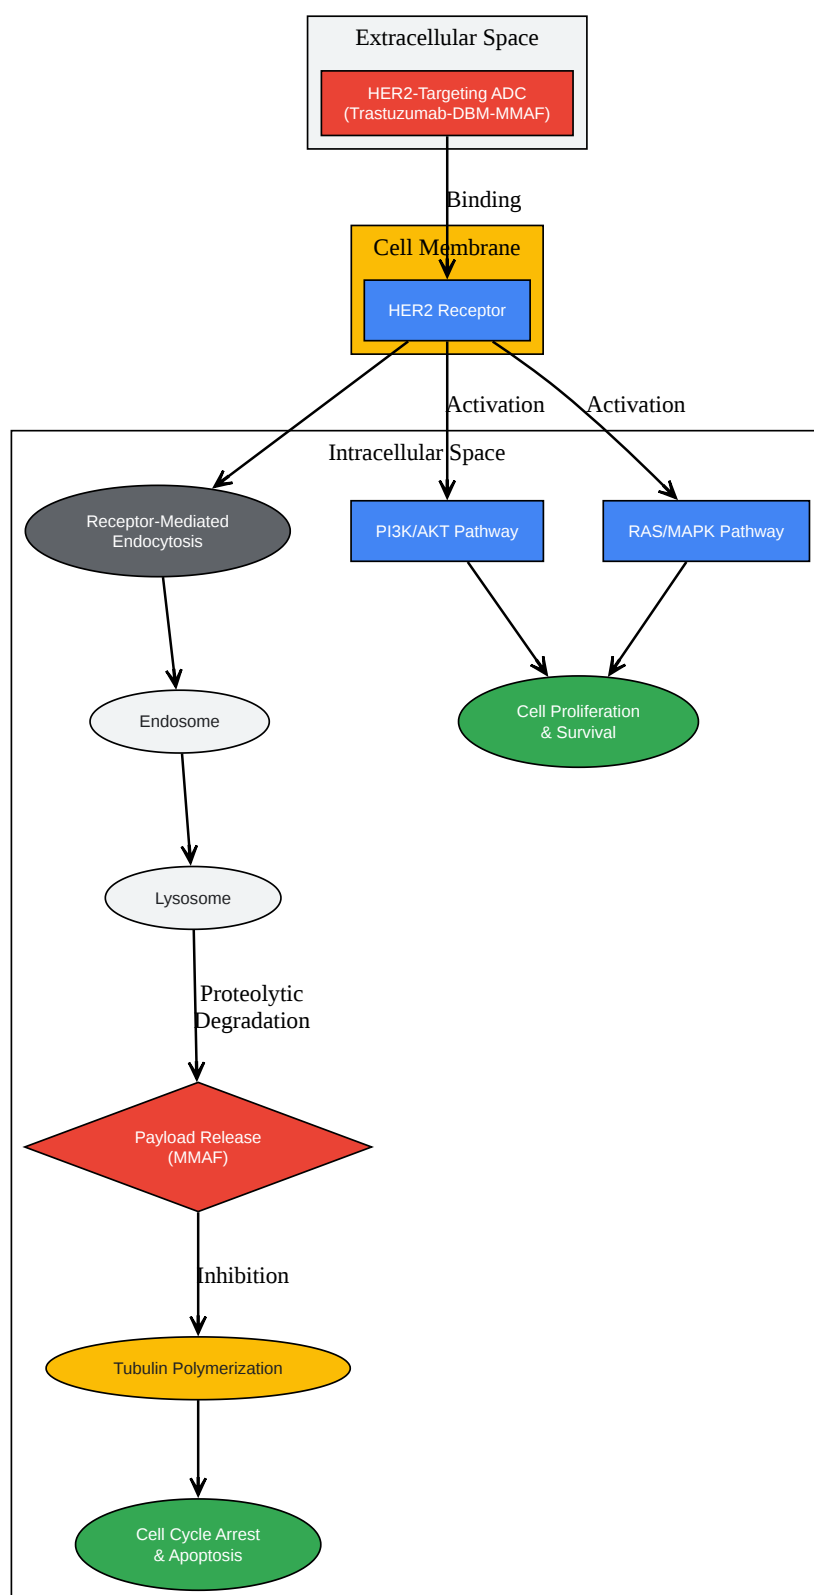 Extracellular Space
HER2-Targeting ADC
(Trastuzumab-DBM-MMAF)
Binding
Cell Membrane
HER2 Receptor
Activation
Activation
Intracellular Space
Receptor-Mediated
Endocytosis
PI3K/AKT Pathway
RAS/MAPK Pathway
Endosome
Cell Proliferation
& Survival
Lysosome
Proteolytic
Degradation
Payload Release
(MMAF)
Inhibition
Tubulin Polymerization
Cell Cycle Arrest
& Apoptosis